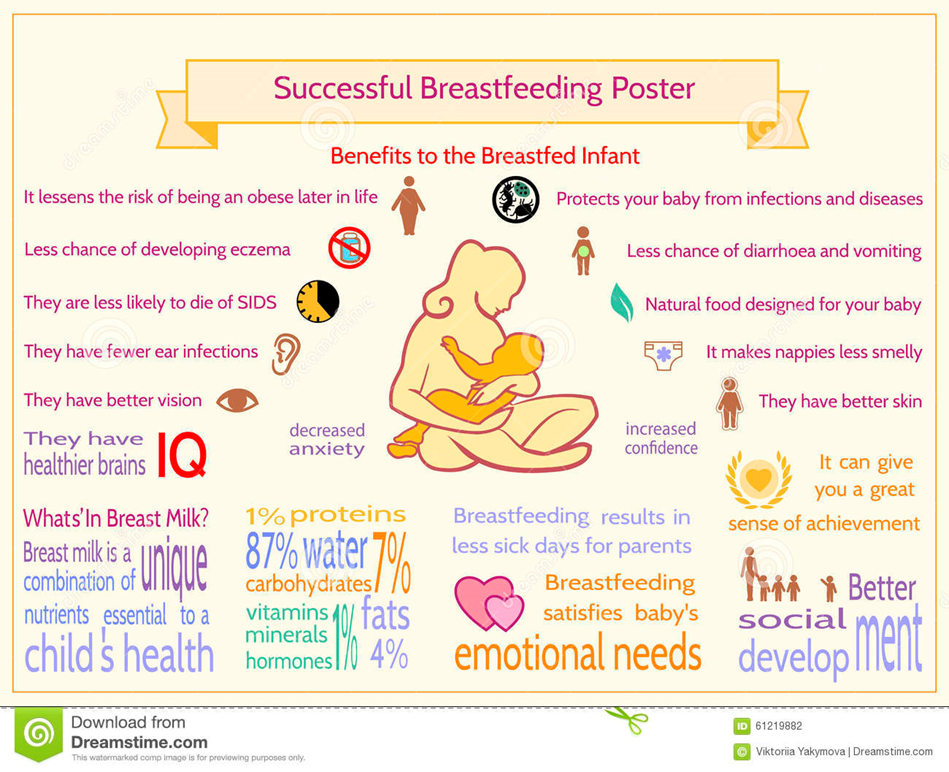 Successful Breastfeeding Poster
Benefits to the Breastfed Infant
It lessens the risk of being an obese later in life
Less chance of developing eczema
They are less likely to die of SIDS
They have fewer ear infections
They have better vision
They have
healthier brains IQ
Protects your baby from infections and diseases
Less chance of diarrhoea and vomiting
Natural food designed for your baby
It makes nappies less smelly
They have better skin
decreased
anxiety
increased
confidence
It can give
you a great
sense of achievement
Whats'In Breast Milk?
Breast milk is a unique
combination of
nutrients essential to a
child's health
1% proteins
87% water 7%
carbohydrates
vitamins 1% fats
minerals
hormones 4%
Breastfeeding results in
less sick days for parents
Breastfeeding
satisfies baby's
emotional needs
Better
social
development
Download from
Dreamstime.com
This watermarked comp image is for previewing purposes only.
ID 61219882
© Viktoriia Yakymova | Dreamstime.com